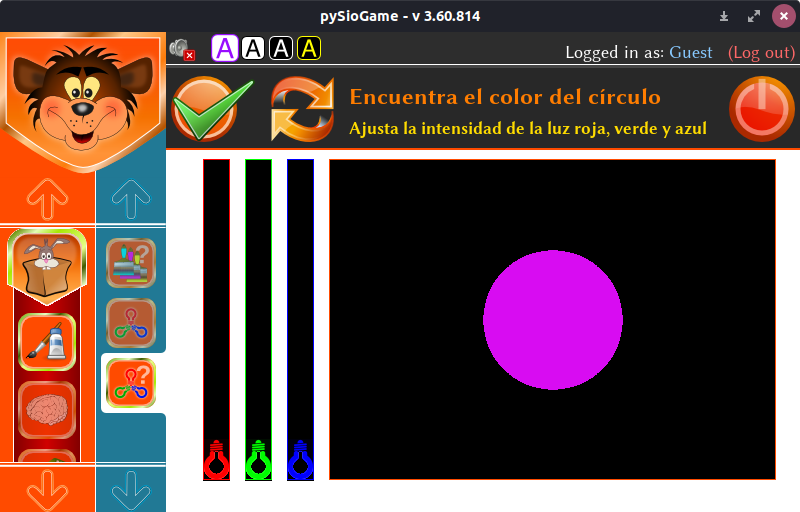 pySioGame - v 3.60.814
A A A A
Logged in as: Guest (Log out)
Encuentra el color del círculo
Ajusta la intensidad de la luz roja, verde y azul
?
?